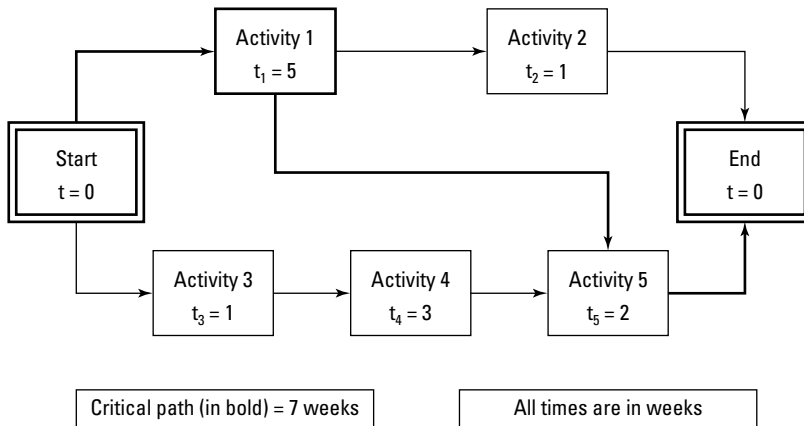 Activity 1
t₁ = 5
Activity 2
t₂ = 1
Start
t = 0
End
t = 0
Activity 3
t₃ = 1
Activity 4
t₄ = 3
Activity 5
t₅ = 2
Critical path (in bold) = 7 weeks
All times are in weeks